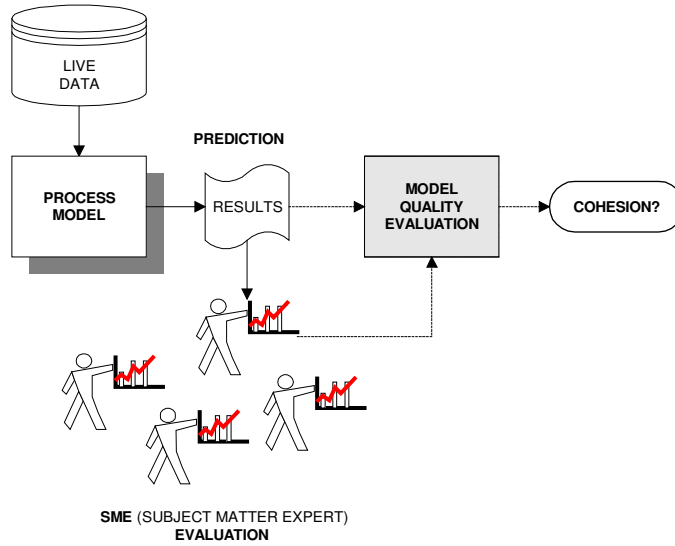 LIVE
DATA
PREDICTION
PROCESS
MODEL
RESULTS
MODEL
QUALITY
EVALUATION
COHESION?
SME (SUBJECT MATTER EXPERT)
EVALUATION